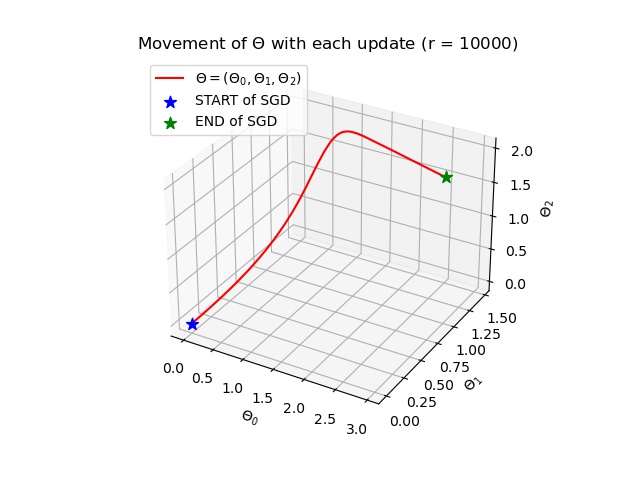 Movement of Θ with each update (r = 10000)
Θ = (Θ₀, Θ₁, Θ₂)
START of SGD
END of SGD
2.0
1.5
1.0
0.5
0.0
Θ₂
1.50
1.25
1.00
0.75
0.50
0.25
0.00
Θ₁
0.0
0.5
1.0
1.5
2.0
2.5
3.0
Θ₀